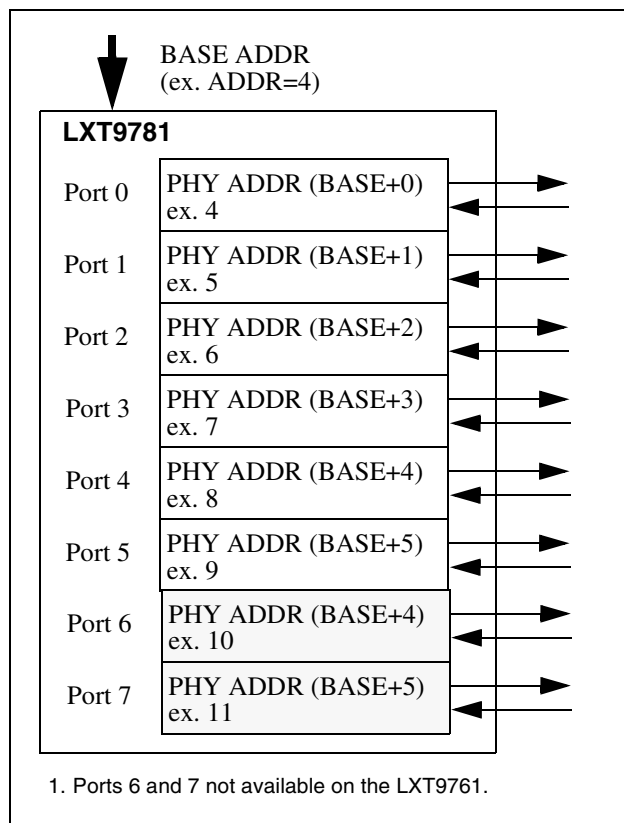 BASE ADDR
(ex. ADDR=4)
LXT9781
Port 0
PHY ADDR (BASE+0)
ex. 4
Port 1
PHY ADDR (BASE+1)
ex. 5
Port 2
PHY ADDR (BASE+2)
ex. 6
Port 3
PHY ADDR (BASE+3)
ex. 7
Port 4
PHY ADDR (BASE+4)
ex. 8
Port 5
PHY ADDR (BASE+5)
ex. 9
Port 6
PHY ADDR (BASE+4)
ex. 10
Port 7
PHY ADDR (BASE+5)
ex. 11
1. Ports 6 and 7 not available on the LXT9761.